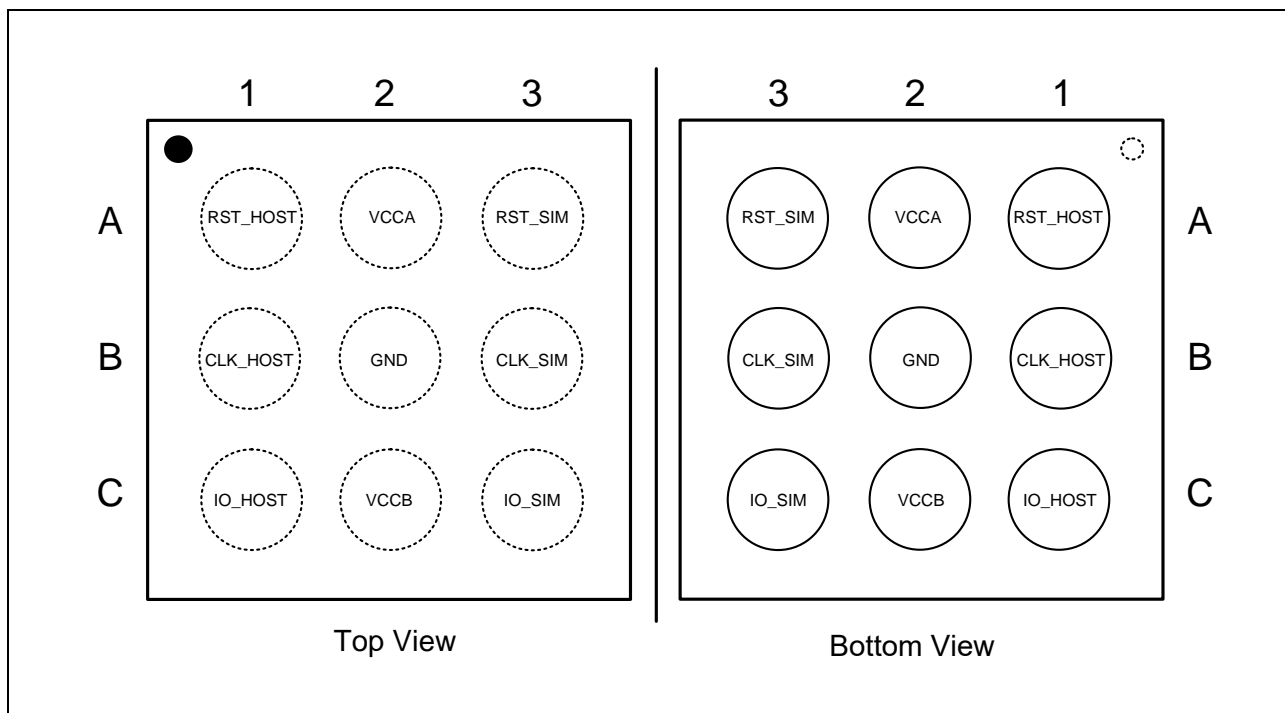 1 2 3
A RST_HOST VCCA RST_SIM
B CLK_HOST GND CLK_SIM
C IO_HOST VCCB IO_SIM
Top View
3 2 1
RST_SIM VCCA RST_HOST A
CLK_SIM GND CLK_HOST B
IO_SIM VCCB IO_HOST C
Bottom View